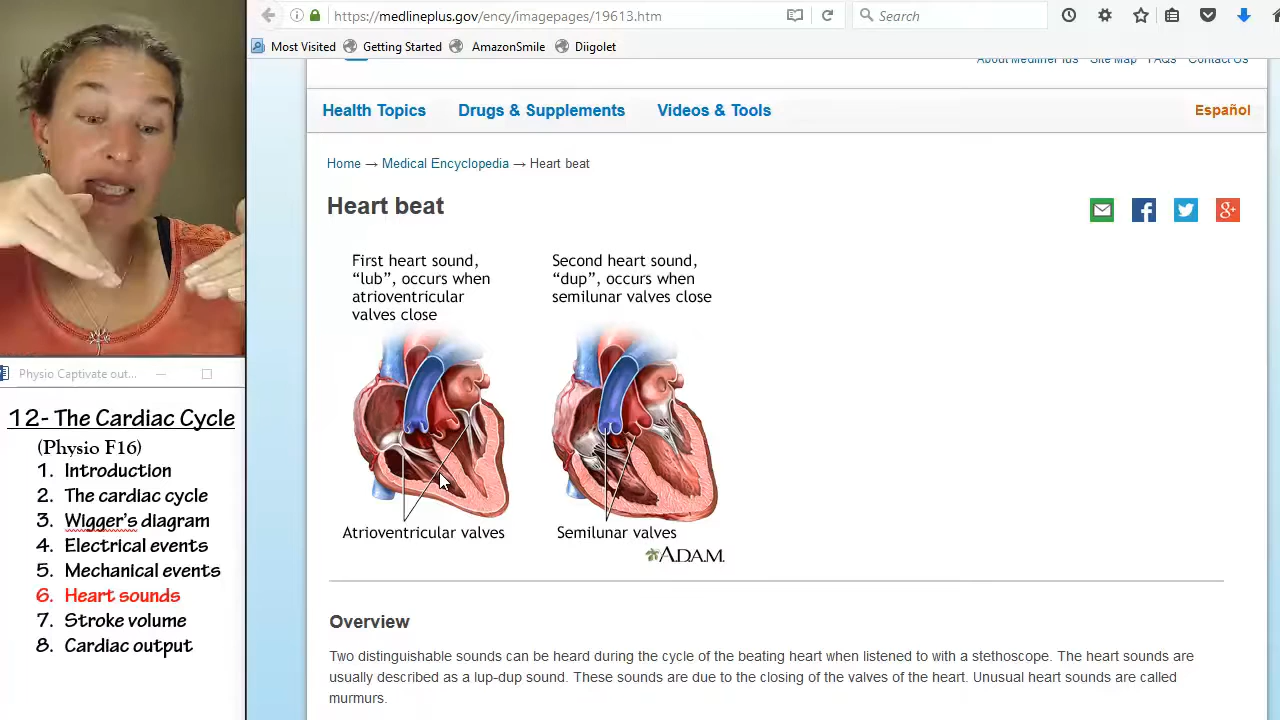 https://medlineplus.gov/ency/imagepages/19613.htm
Search
Most Visited
Getting Started
AmazonSmile
Diigolet
About MedlinePlus Site Map FAQs Contact Us
Health Topics
Drugs & Supplements
Videos & Tools
Español
Home → Medical Encyclopedia → Heart beat
Heart beat
First heart sound,
“lub”, occurs when
atrioventricular
valves close
Second heart sound,
“dup”, occurs when
semilunar valves close
Atrioventricular valves
Semilunar valves
A.D.A.M.
Overview
Two distinguishable sounds can be heard during the cycle of the beating heart when listened to with a stethoscope. The heart sounds are
usually described as a lup-dup sound. These sounds are due to the closing of the valves of the heart. Unusual heart sounds are called
murmurs.
Physio Captivate out...
12- The Cardiac Cycle
(Physio F16)
1. Introduction
2. The cardiac cycle
3. Wigger's diagram
4. Electrical events
5. Mechanical events
6. Heart sounds
7. Stroke volume
8. Cardiac output